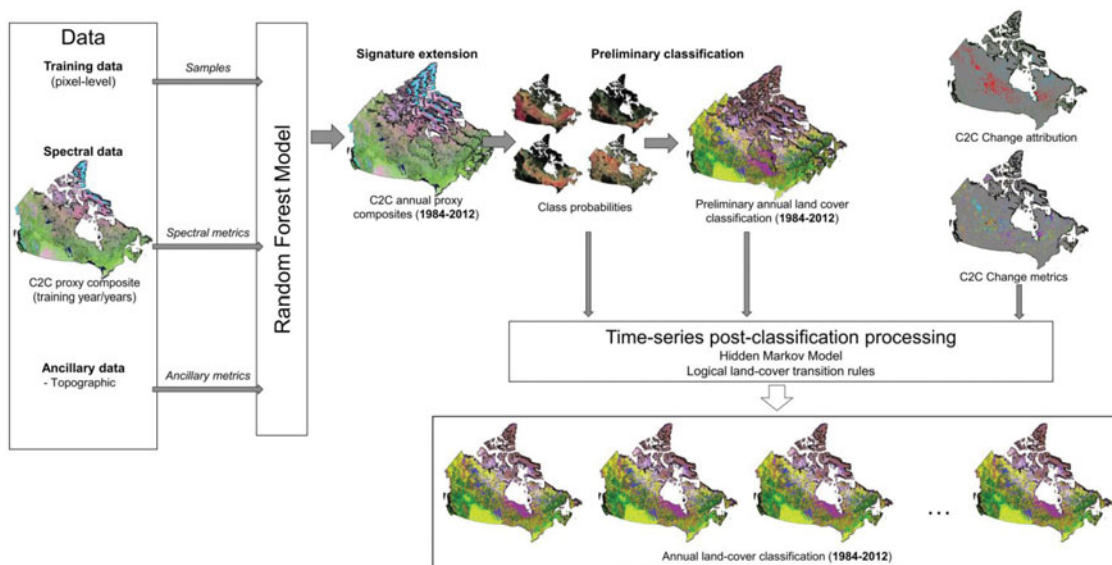 Data
Training data
(pixel-level)
Samples
Spectral data
Spectral metrics
C2C proxy composite
(training year/years)
Ancillary data
- Topographic
Ancillary metrics
Random Forest Model
Signature extension
C2C annual proxy
composites (1984-2012)
Preliminary classification
Class probabilities
Preliminary annual land cover
classification (1984-2012)
C2C Change attribution
C2C Change metrics
Time-series post-classification processing
Hidden Markov Model
Logical land-cover transition rules
...
Annual land-cover classification (1984-2012)